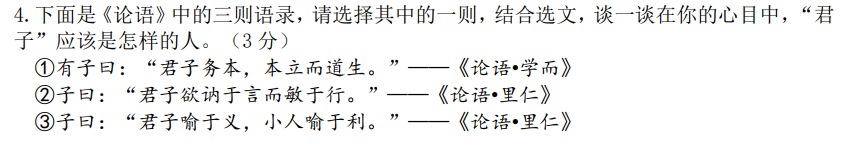 4.下面是《论语》中的三则语录，请选择其中的一则，结合选文，谈一谈在你的心目中，“君
子”应该是怎样的人。（3 分）
①有子曰：“君子务本，本立而道生。”——《论语•学而》
②子曰：“君子欲讷于言而敏于行。”——《论语•里仁》
③子曰：“君子喻于义，小人喻于利。”——《论语•里仁》